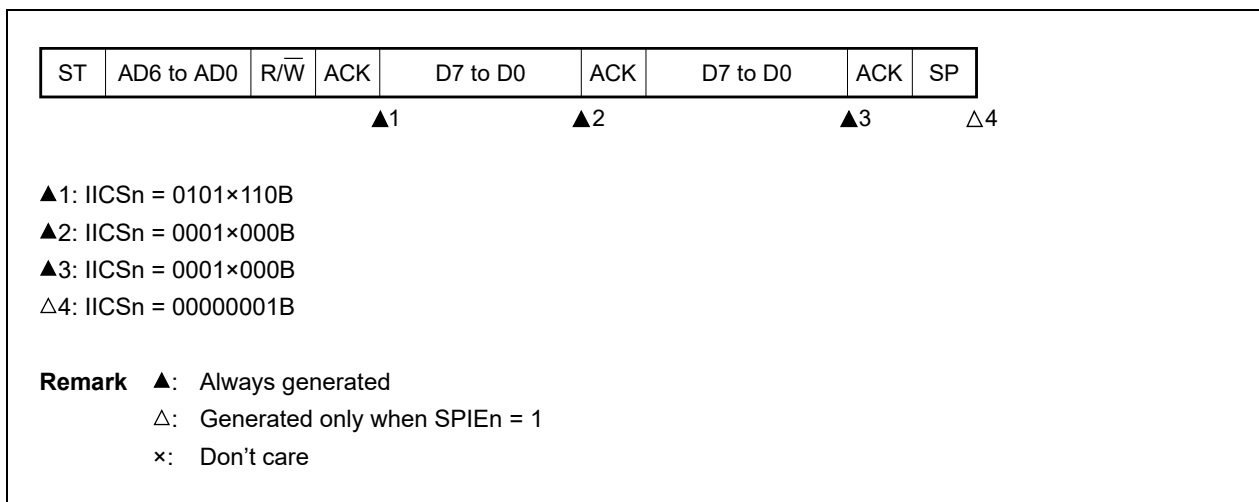 ST AD6 to AD0 R/W̅ ACK D7 to D0 ACK D7 to D0 ACK SP
▲1 ▲2 ▲3 △4
▲1: IICSn = 0101×110B
▲2: IICSn = 0001×000B
▲3: IICSn = 0001×000B
△4: IICSn = 00000001B
Remark ▲: Always generated
△: Generated only when SPIEn = 1
×: Don't care